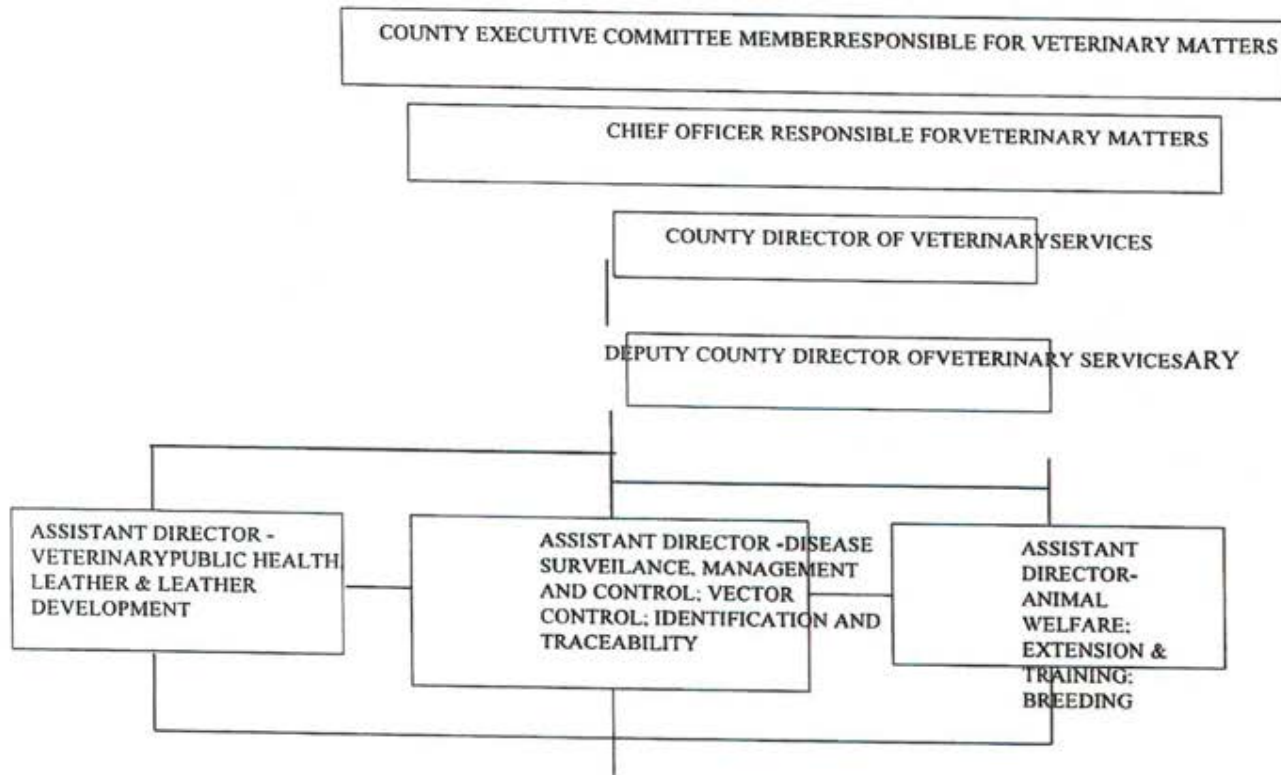 COUNTY EXECUTIVE COMMITTEE MEMBERRESPONSIBLE FOR VETERINARY MATTERS
CHIEF OFFICER RESPONSIBLE FORVETERINARY MATTERS
COUNTY DIRECTOR OF VETERINARYSERVICES
DEPUTY COUNTY DIRECTOR OFVETERINARY SERVICESARY
ASSISTANT DIRECTOR -
VETERINARYPUBLIC HEALTH,
LEATHER & LEATHER
DEVELOPMENT
ASSISTANT DIRECTOR -DISEASE
SURVEILANCE, MANAGEMENT
AND CONTROL; VECTOR
CONTROL; IDENTIFICATION AND
TRACEABILITY
ASSISTANT
DIRECTOR-
ANIMAL
WELFARE;
EXTENSION &
TRAINING;
BREEDING